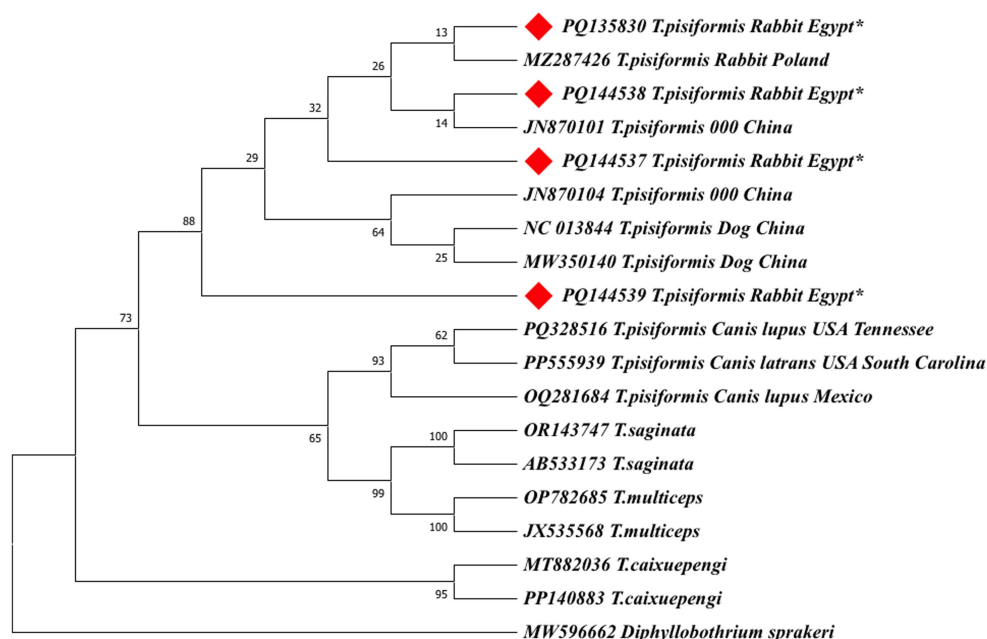 PQ135830 T.pisiformis Rabbit Egypt*
13
MZ287426 T.pisiformis Rabbit Poland
26
PQ144538 T.pisiformis Rabbit Egypt*
32
14
JN870101 T.pisiformis 000 China
29
PQ144537 T.pisiformis Rabbit Egypt*
JN870104 T.pisiformis 000 China
88
64
NC 013844 T.pisiformis Dog China
25
MW350140 T.pisiformis Dog China
PQ144539 T.pisiformis Rabbit Egypt*
73
PQ328516 T.pisiformis Canis lupus USA Tennessee
62
93
PP555939 T.pisiformis Canis latrans USA South Carolina
OQ281684 T.pisiformis Canis lupus Mexico
65
OR143747 T.saginata
100
AB533173 T.saginata
99
OP782685 T.multiceps
100
JX535568 T.multiceps
MT882036 T.caixuepengi
95
PP140883 T.caixuepengi
MW596662 Diphyllobothrium sprakeri